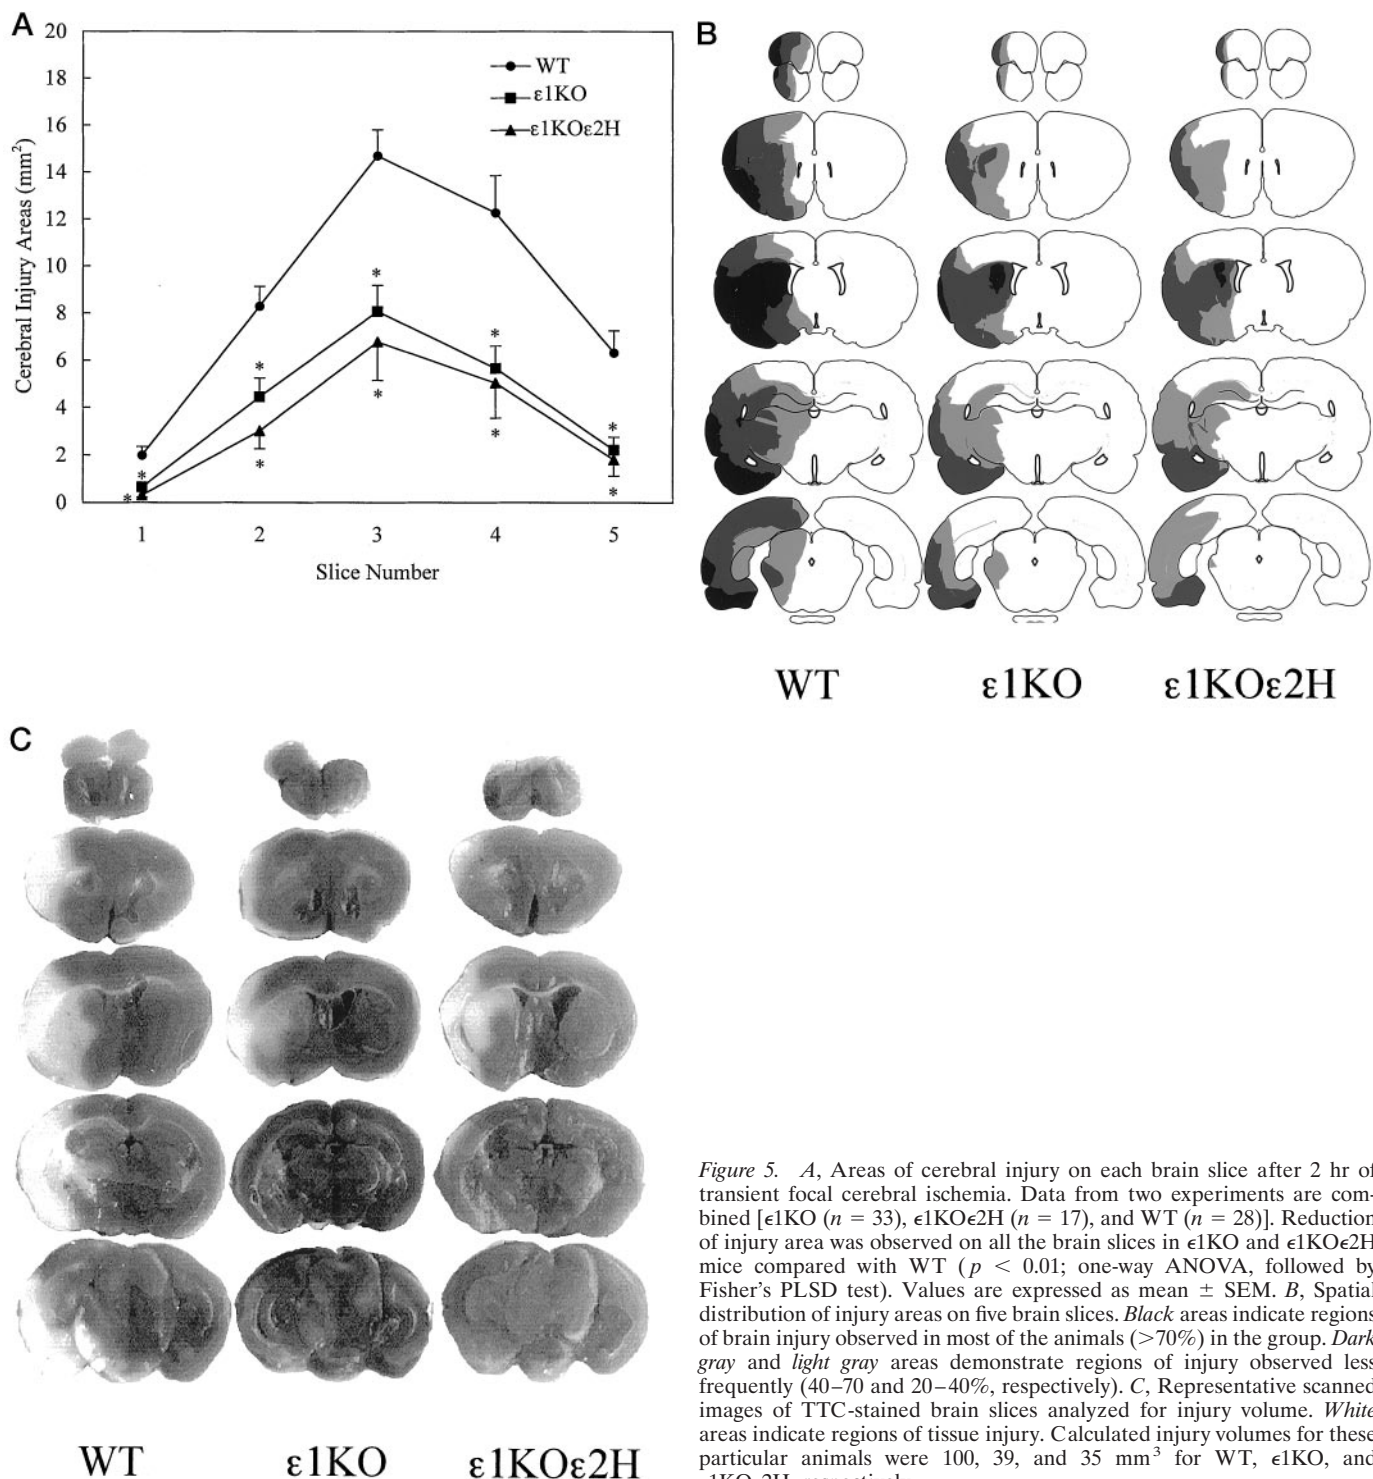 A
20
18
16
14
12
10
8
6
4
2
0
Cerebral Injury Areas (mm²)
WT
ε1KO
ε1KOε2H
*
*
*
*
*
*
*
*
*
*
1 2 3 4 5
Slice Number
B
WT ε1KO ε1KOε2H
C
WT ε1KO ε1KOε2H
Figure 5. A, Areas of cerebral injury on each brain slice after 2 hr of
transient focal cerebral ischemia. Data from two experiments are com-
bined [ε1KO (n = 33), ε1KOε2H (n = 17), and WT (n = 28)]. Reduction
of injury area was observed on all the brain slices in ε1KO and ε1KOε2H
mice compared with WT (p < 0.01; one-way ANOVA, followed by
Fisher's PLSD test). Values are expressed as mean ± SEM. B, Spatial
distribution of injury areas on five brain slices. Black areas indicate regions
of brain injury observed in most of the animals (>70%) in the group. Dark
gray and light gray areas demonstrate regions of injury observed less
frequently (40–70 and 20–40%, respectively). C, Representative scanned
images of TTC-stained brain slices analyzed for injury volume. White
areas indicate regions of tissue injury. Calculated injury volumes for these
particular animals were 100, 39, and 35 mm³ for WT, ε1KO, and